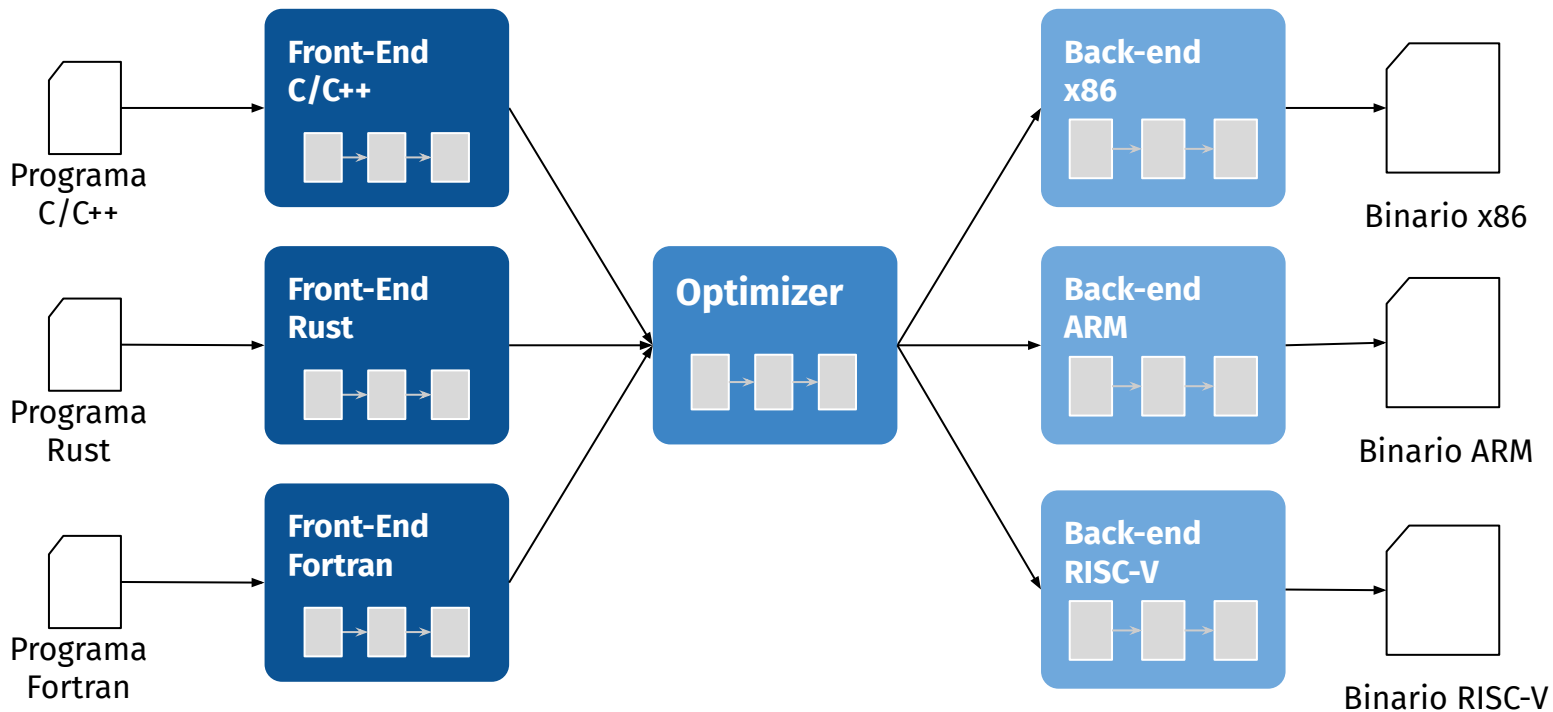 Front-End
C/C++
Programa
C/C++
Front-End
Rust
Programa
Rust
Front-End
Fortran
Programa
Fortran
Optimizer
Back-end
x86
Binario x86
Back-end
ARM
Binario ARM
Back-end
RISC-V
Binario RISC-V